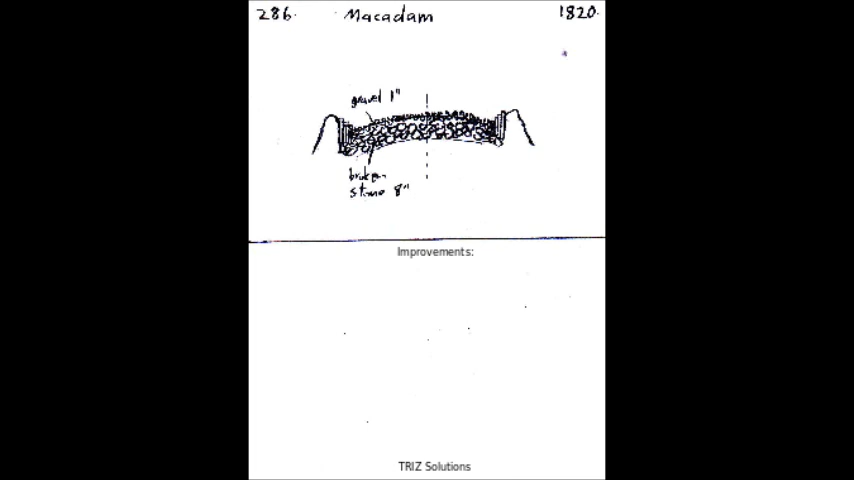 286. Macadam 1820.
gravel 1"
broken
stone 8"
Improvements:
TRIZ Solutions